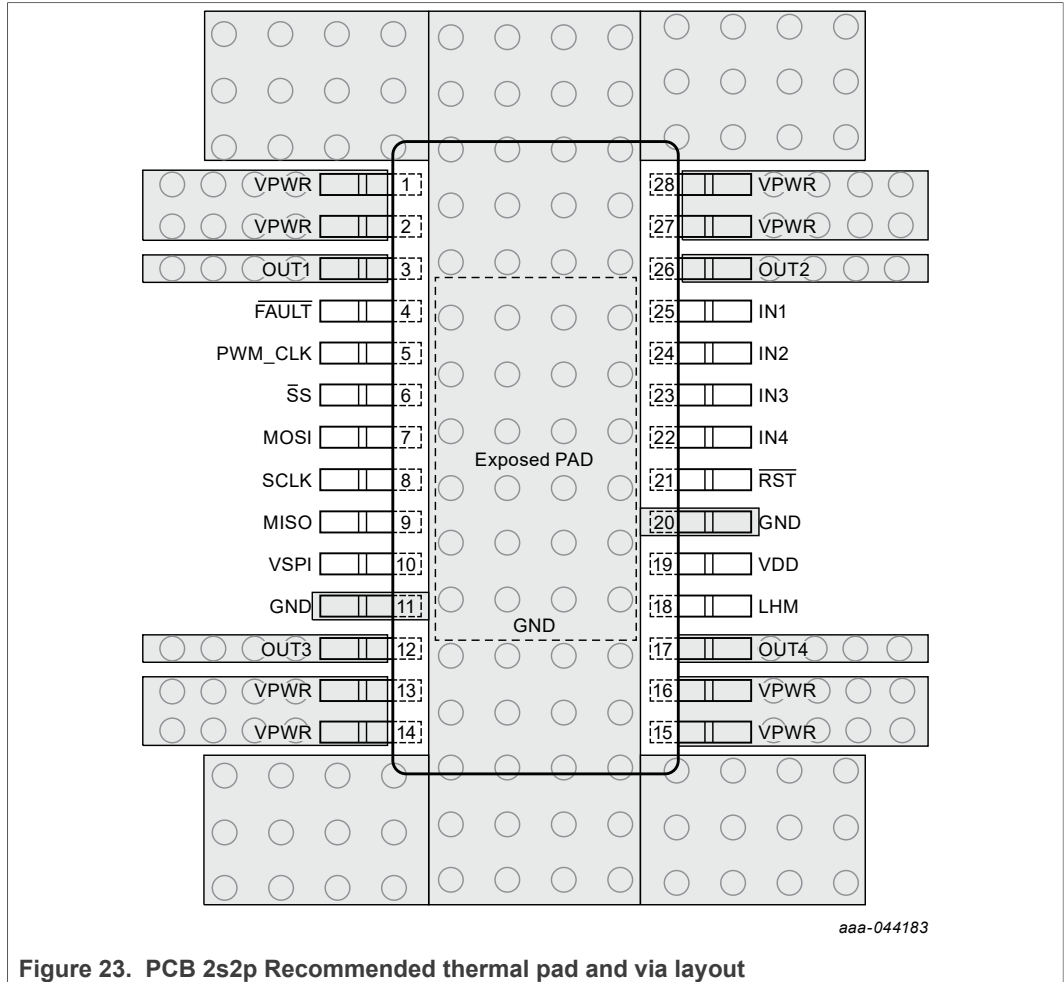 VPWR 1 28 VPWR
VPWR 2 27 VPWR
OUT1 3 26 OUT2
FAULT 4 25 IN1
PWM_CLK 5 24 IN2
SS 6 23 IN3
MOSI 7 22 IN4
Exposed PAD
SCLK 8 21 RST
MISO 9 20 GND
VSPI 10 19 VDD
GND 11 18 LHM
GND
OUT3 12 17 OUT4
VPWR 13 16 VPWR
VPWR 14 15 VPWR
aaa-044183
Figure 23. PCB 2s2p Recommended thermal pad and via layout